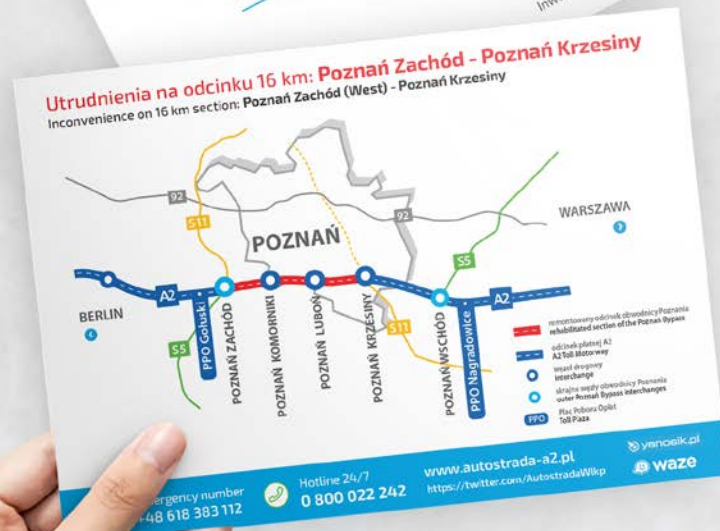 Utrudnienia na odcinku 16 km: Poznań Zachód - Poznań Krzesiny
Inconvenience on 16 km section: Poznań Zachód (West) - Poznań Krzesiny
92
S11
POZNAŃ
92
WARSZAWA
S5
BERLIN
A2
PPO Gołuski
POZNAŃ ZACHÓD
POZNAŃ KOMORNIKI
POZNAŃ LUBOŃ
POZNAŃ KRZESINY
S11
POZNAŃ WSCHÓD
PPO Nagradowice
A2
S5
remontowany odcinek obwodnicy Poznania
rehabilitated section of the Poznan Bypass
odcinek płatnej A2
A2 Toll Motorway
węzeł drogowy
interchange
skrajne węzły obwodnicy Poznania
outer Poznań Bypass interchanges
PPO
Plac Poboru Opłat
Toll Plaza
ergency number
+48 618 383 112
Hotline 24/7
0 800 022 242
www.autostrada-a2.pl
https://twitter.com/AutostradaWlkp
yanosik.pl
waze